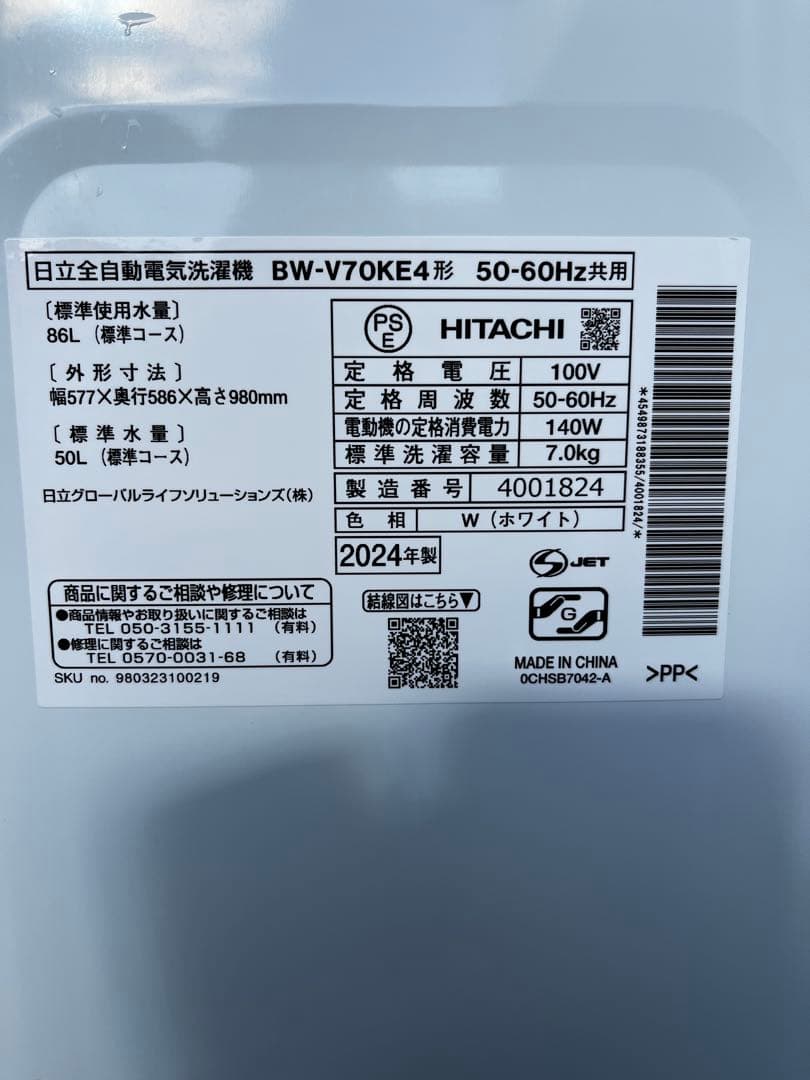 日立全自動電気洗濯機 BW-V70KE4形 50-60Hz共用
〔標準使用水量〕
86L（標準コース）
〔外形寸法〕
幅577×奥行586×高さ980mm
〔標準水量〕
50L（標準コース）
日立グローバルライフソリューションズ(株)
PS
E
HITACHI
定格電圧 100V
定格周波数 50-60Hz
電動機の定格消費電力 140W
標準洗濯容量 7.0kg
製造番号 4001824
色相 W（ホワイト）
2024年製
S JET
商品に関するご相談や修理について
●商品情報やお取り扱いに関するご相談は
TEL 050-3155-1111（有料）
●修理に関するご相談は
TEL 0570-0031-68（有料）
SKU no. 980323100219
結線図はこちら▼
G
MADE IN CHINA
0CHSB7042-A
>PP<
*4549873188355/4001824/*